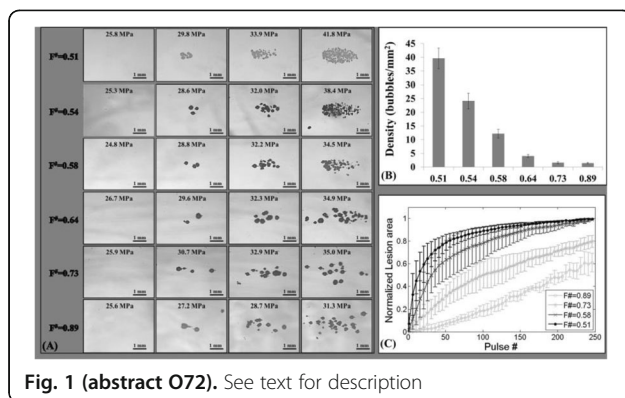 25.8 MPa 29.8 MPa 33.9 MPa 41.8 MPa
F#=0.51
1 mm 1 mm 1 mm 1 mm
25.3 MPa 28.6 MPa 32.0 MPa 38.4 MPa
F#=0.54
1 mm 1 mm 1 mm 1 mm
24.8 MPa 28.8 MPa 32.2 MPa 34.5 MPa
F#=0.58
1 mm 1 mm 1 mm 1 mm
26.7 MPa 29.6 MPa 32.3 MPa 34.9 MPa
F#=0.64
1 mm 1 mm 1 mm 1 mm
25.9 MPa 30.7 MPa 32.9 MPa 35.0 MPa
F#=0.73
1 mm 1 mm 1 mm 1 mm
25.6 MPa 27.2 MPa 28.7 MPa 31.3 MPa
F#=0.89
(A) 1 mm 1 mm 1 mm 1 mm
Density (bubbles/mm²)
45
40
35
30
25
20
15
10
5
0
(B)
0.51 0.54 0.58 0.64 0.73 0.89
Normalized Lesion area
1
0.8
0.6
0.4
0.2
0
0 50 100 150 200 250
Pulse #
F#=0.89
F#=0.73
F#=0.58
F#=0.51
(C)
Fig. 1 (abstract O72). See text for description